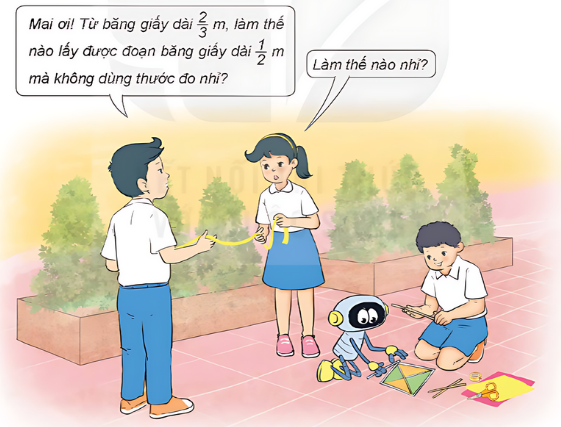 Mai ơi! Từ băng giấy dài 2/3 m, làm thế
nào lấy được đoạn băng giấy dài 1/2 m
mà không dùng thước đo nhỉ?
Làm thế nào nhỉ?